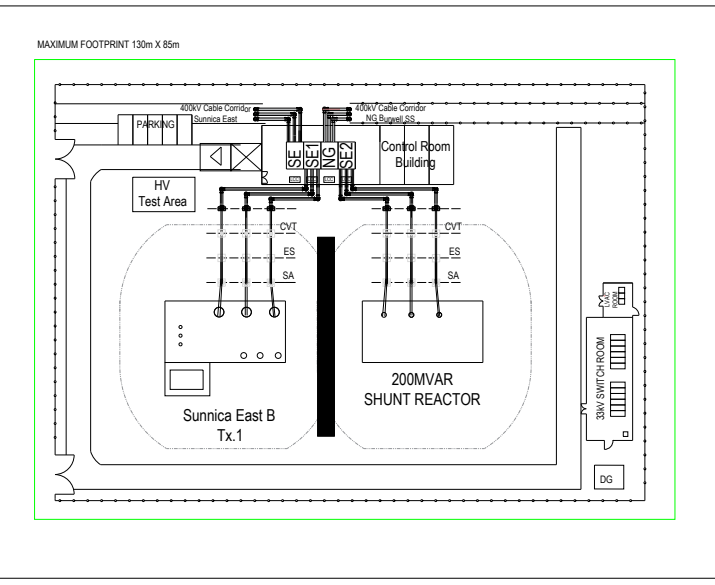 MAXIMUM FOOTPRINT 130m X 85m
400kV Cable Corridor
Sunnica East
400kV Cable Corridor
NG Burwell SS
PARKING
SE
SE1
NG
SE2
Control Room
Building
HV
Test Area
CVT
ES
SA
CVT
ES
SA
LVAC
ROOM
33kV SWITCH ROOM
200MVAR
SHUNT REACTOR
Sunnica East B
Tx.1
DG